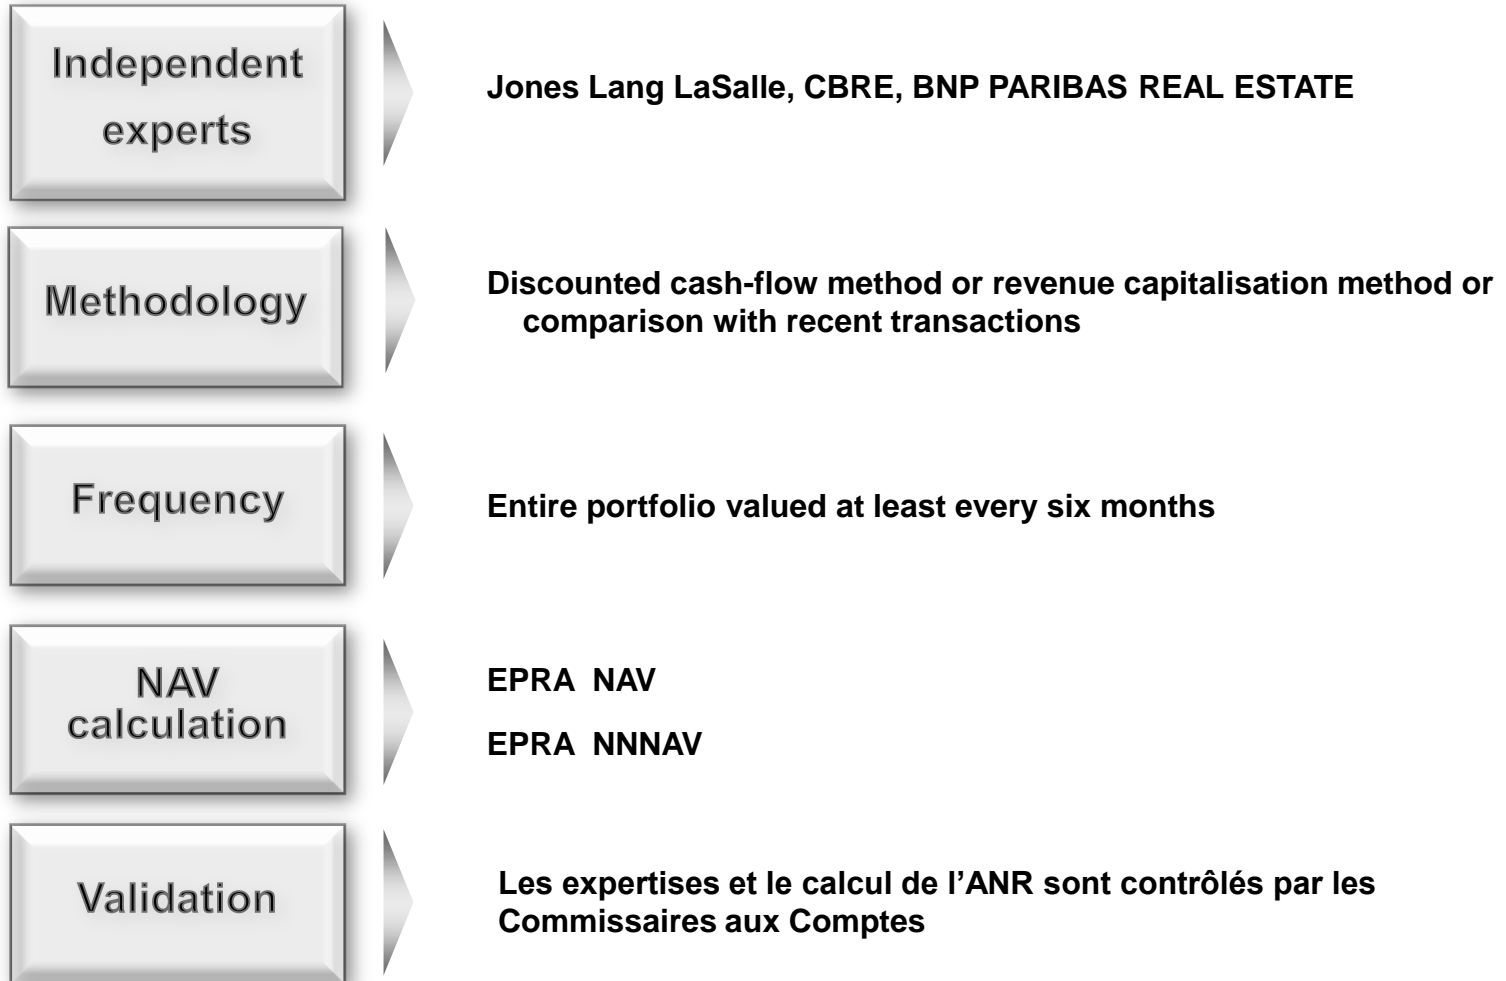 Independent
experts
Jones Lang LaSalle, CBRE, BNP PARIBAS REAL ESTATE
Methodology
Discounted cash-flow method or revenue capitalisation method or
comparison with recent transactions
Frequency
Entire portfolio valued at least every six months
NAV
calculation
EPRA NAV
EPRA NNNAV
Validation
Les expertises et le calcul de l’ANR sont contrôlés par les
Commissaires aux Comptes